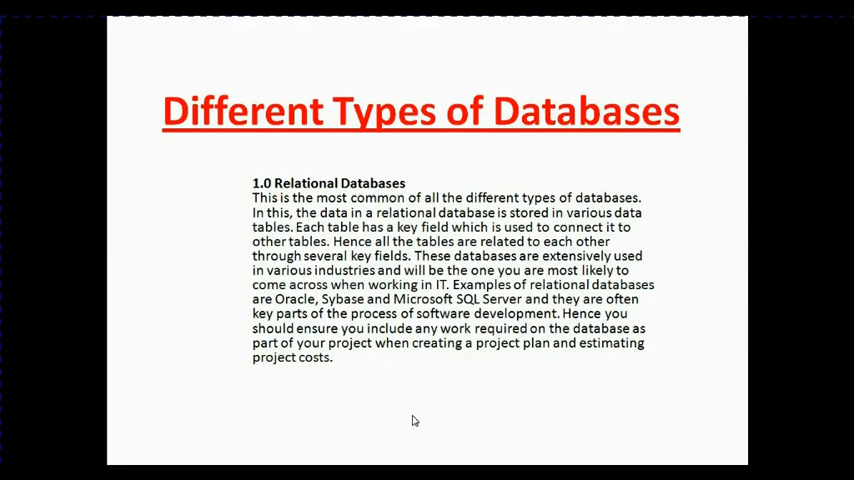 Different Types of Databases
1.0 Relational Databases
This is the most common of all the different types of databases.
In this, the data in a relational database is stored in various data
tables. Each table has a key field which is used to connect it to
other tables. Hence all the tables are related to each other
through several key fields. These databases are extensively used
in various industries and will be the one you are most likely to
come across when working in IT. Examples of relational databases
are Oracle, Sybase and Microsoft SQL Server and they are often
key parts of the process of software development. Hence you
should ensure you include any work required on the database as
part of your project when creating a project plan and estimating
project costs.